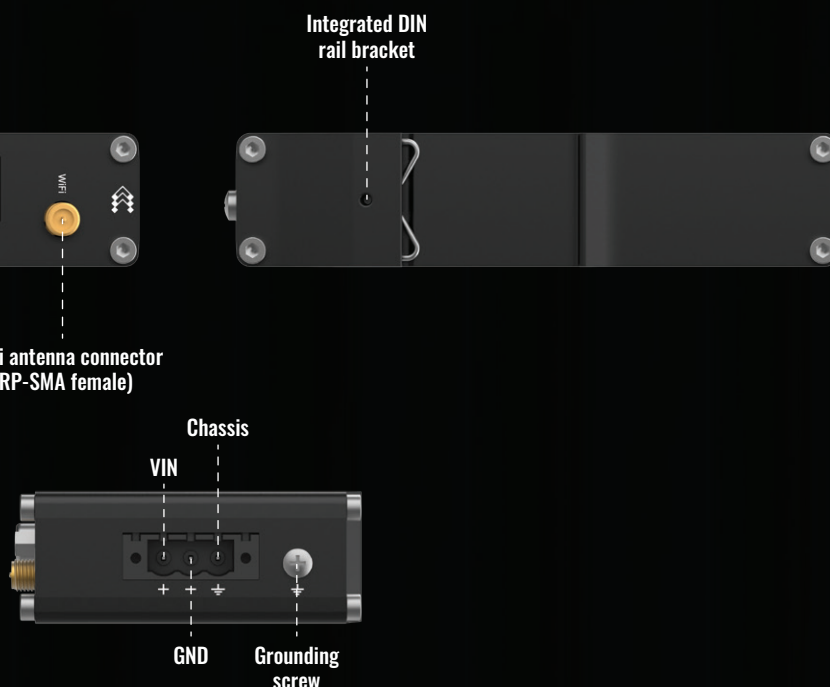 Integrated DIN
rail bracket
WiFi
i antenna connector
RP-SMA female)
Chassis
VIN
+ +
GND
Grounding
screw